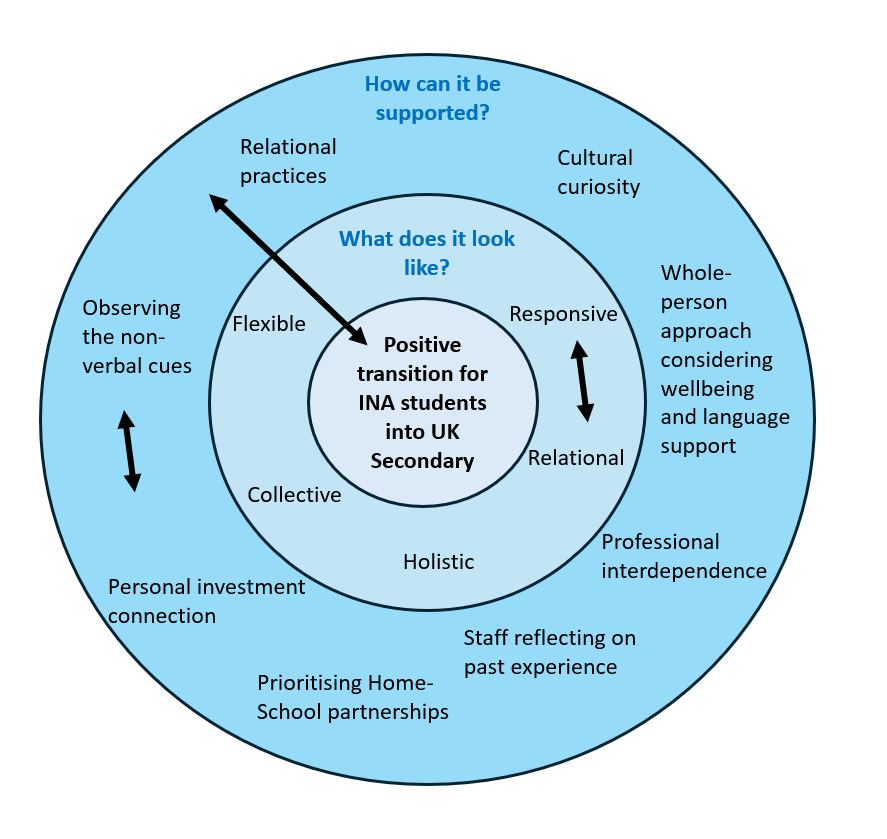 How can it be
supported?
Relational
practices
Cultural
curiosity
What does it look
like?
Whole-
person
approach
considering
wellbeing
and language
support
Observing
the non-
verbal cues
Flexible
Responsive
Positive
transition for
INA students
into UK
Secondary
Relational
Collective
Holistic
Professional
interdependence
Personal investment
connection
Staff reflecting on
past experience
Prioritising Home-
School partnerships